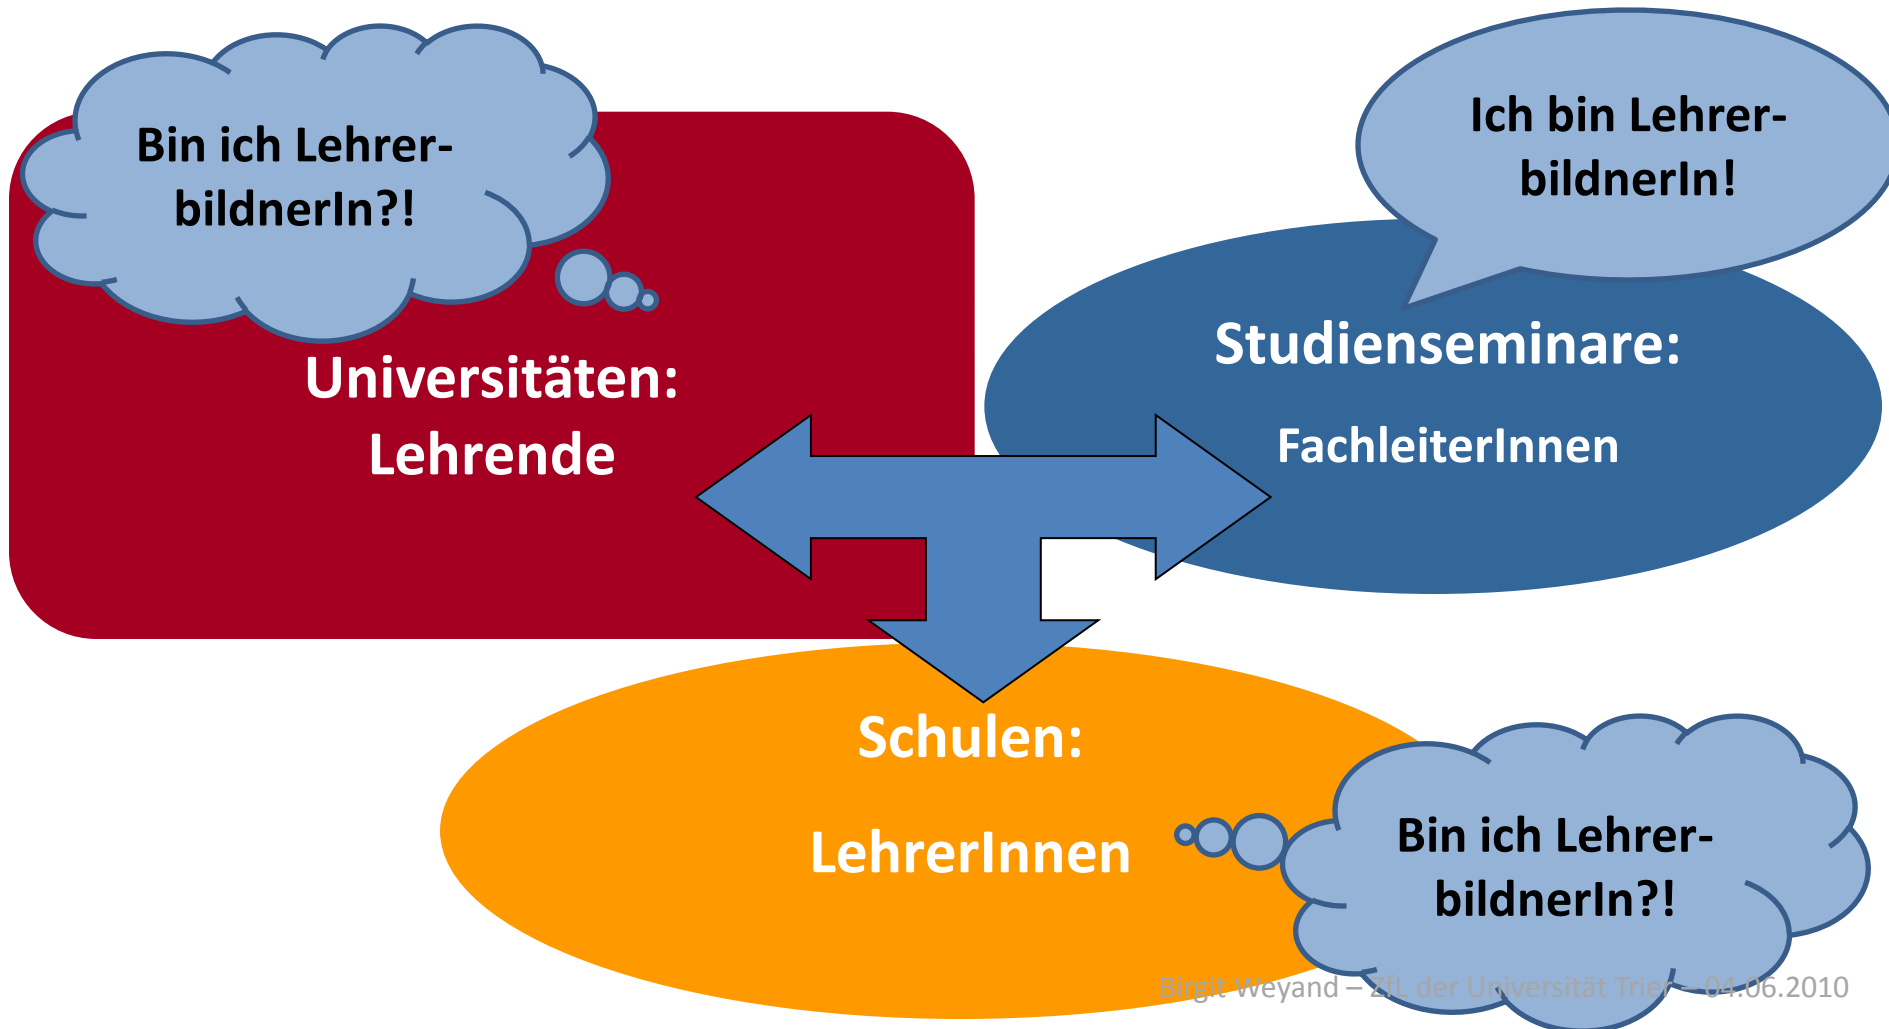 Bin ich Lehrer-
bildnerIn?!
Universitäten:
Lehrende
Ich bin Lehrer-
bildnerIn!
Studienseminare:
FachleiterInnen
Schulen:
LehrerInnen
Bin ich Lehrer-
bildnerIn?!
Birgit Weyand – ZfL der Universität Trier – 04.06.2010